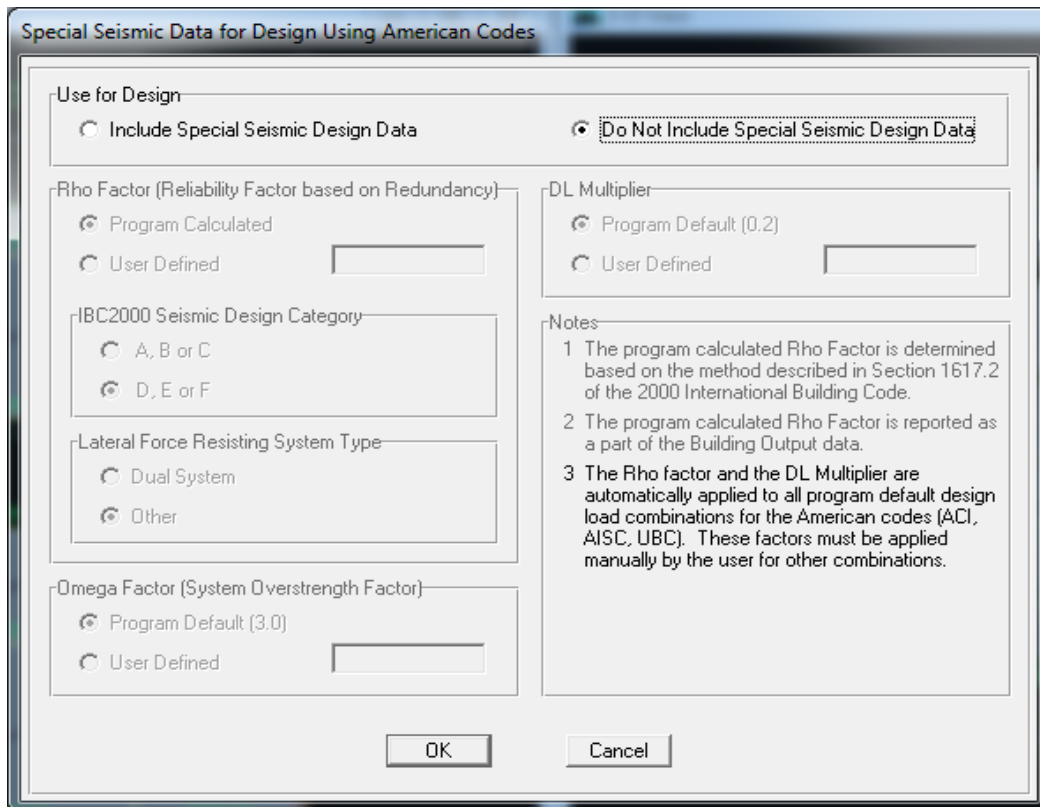 Special Seismic Data for Design Using American Codes
Use for Design
Include Special Seismic Design Data
Do Not Include Special Seismic Design Data
Rho Factor (Reliability Factor based on Redundancy)
Program Calculated
User Defined
IBC2000 Seismic Design Category
A, B or C
D, E or F
Lateral Force Resisting System Type
Dual System
Other
Omega Factor (System Overstrength Factor)
Program Default (3.0)
User Defined
DL Multiplier
Program Default (0.2)
User Defined
Notes
1 The program calculated Rho Factor is determined
based on the method described in Section 1617.2
of the 2000 International Building Code.
2 The program calculated Rho Factor is reported as
a part of the Building Output data.
3 The Rho factor and the DL Multiplier are
automatically applied to all program default design
load combinations for the American codes (ACI,
AISC, UBC). These factors must be applied
manually by the user for other combinations.
OK
Cancel